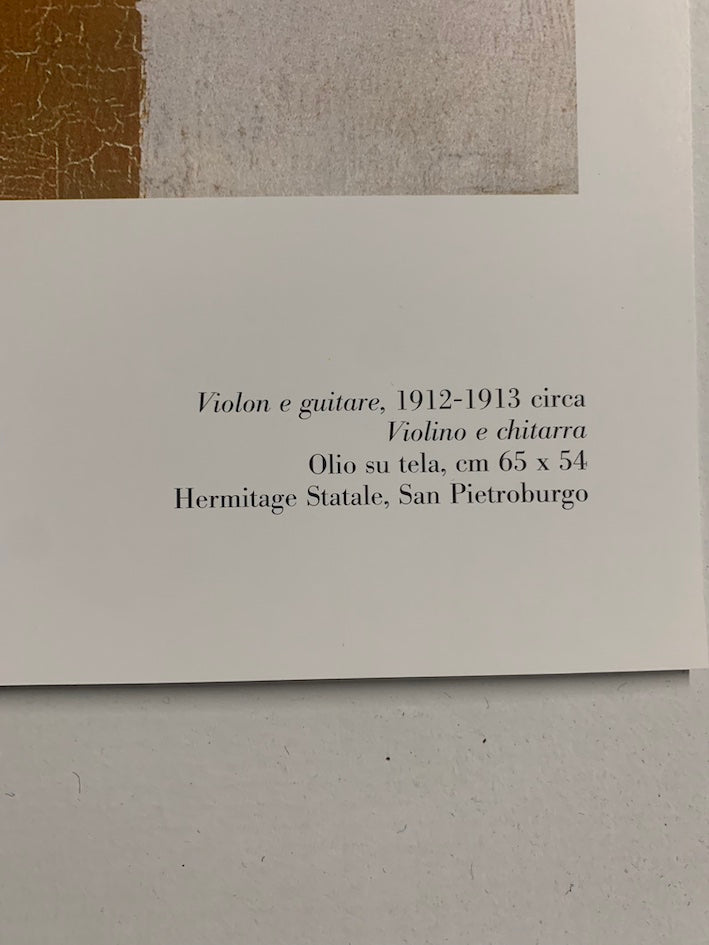 Violon e guitare, 1912-1913 circa
Violino e chitarra
Olio su tela, cm 65 x 54
Hermitage Statale, San Pietroburgo